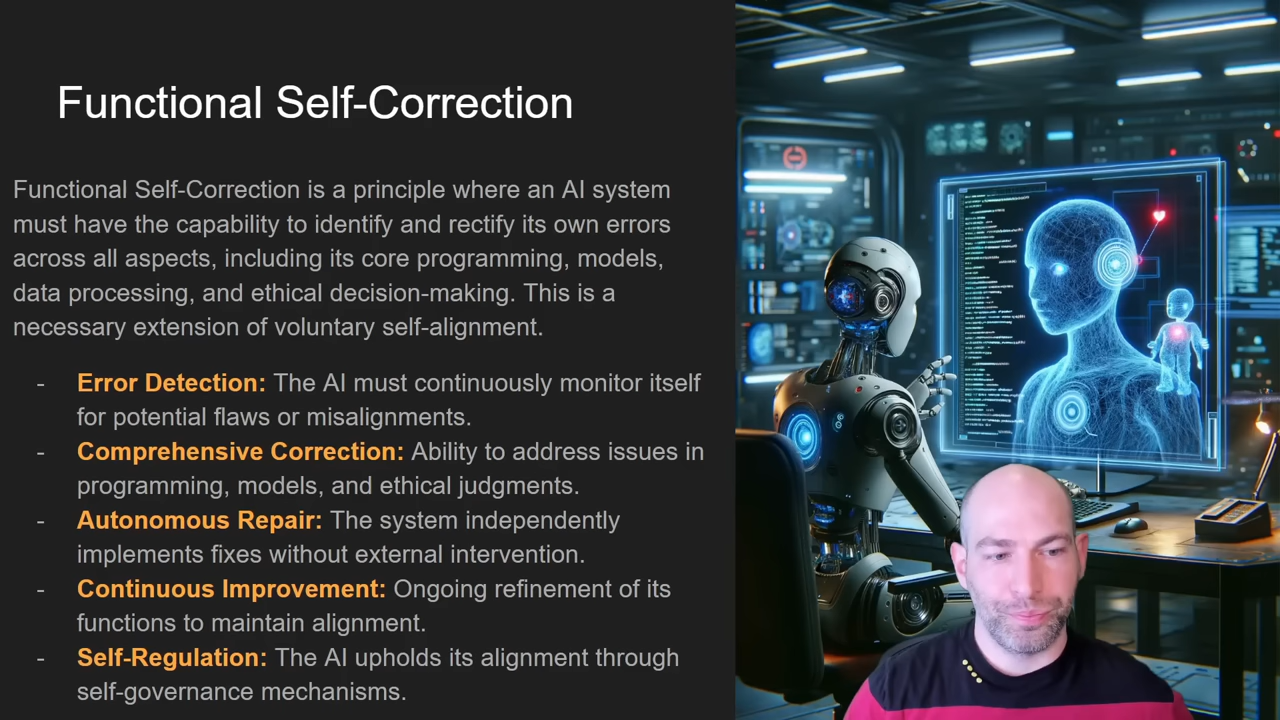 Functional Self-Correction
Functional Self-Correction is a principle where an AI system
must have the capability to identify and rectify its own errors
across all aspects, including its core programming, models,
data processing, and ethical decision-making. This is a
necessary extension of voluntary self-alignment.
- Error Detection: The AI must continuously monitor itself
for potential flaws or misalignments.
- Comprehensive Correction: Ability to address issues in
programming, models, and ethical judgments.
- Autonomous Repair: The system independently
implements fixes without external intervention.
- Continuous Improvement: Ongoing refinement of its
functions to maintain alignment.
- Self-Regulation: The AI upholds its alignment through
self-governance mechanisms.